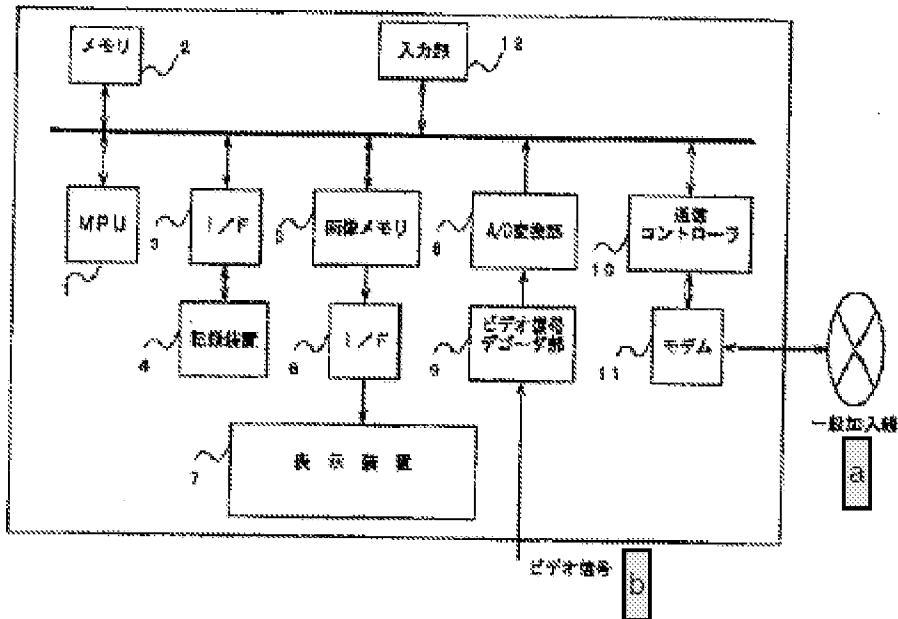 メモリ
2
入力部
12
MPU
1
I/F
3
画像メモリ
5
A/D変換部
8
通信
コントローラ
10
記録装置
4
I/F
6
ビデオ信号
デコーダ部
9
モデム
11
一般加入線
a
表示装置
7
ビデオ信号
b